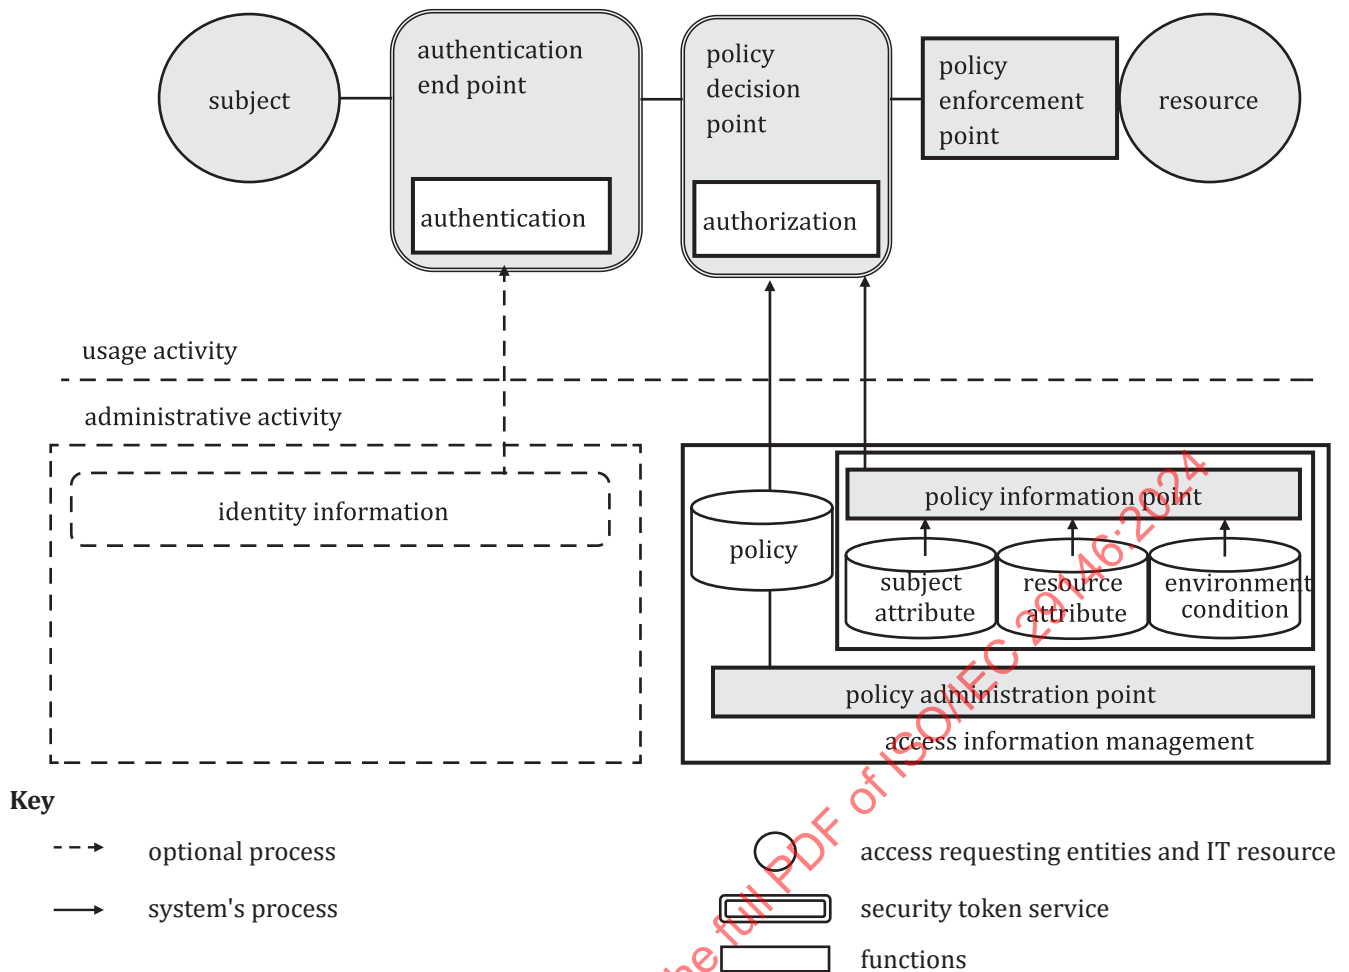 subject
authentication
end point
authentication
policy
decision
point
authorization
policy
enforcement
point
resource
usage activity
administrative activity
identity information
policy
policy information point
subject
attribute
resource
attribute
environment
condition
policy administration point
access information management
Key
optional process
system's process
access requesting entities and IT resource
security token service
functions
he full PDF of ISO/IEC 29146:2024